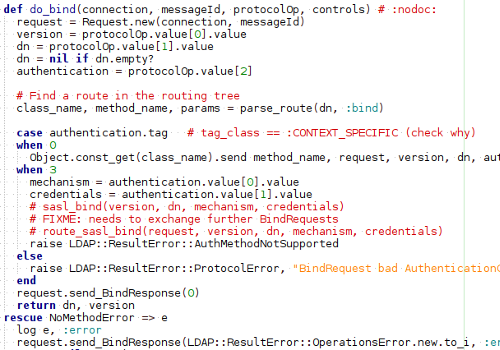 def do_bind(connection, messageId, protocolOp, controls) # :nodoc:
request = Request.new(connection, messageId)
version = protocolOp.value[0].value
dn = protocolOp.value[1].value
dn = nil if dn.empty?
authentication = protocolOp.value[2]
# Find a route in the routing tree
class_name, method_name, params = parse_route(dn, :bind)
case authentication.tag # tag_class == :CONTEXT_SPECIFIC (check why)
when 0
Object.const_get(class_name).send method_name, request, version, dn, aut
when 3
mechanism = authentication.value[0].value
credentials = authentication.value[1].value
# sasl_bind(version, dn, mechanism, credentials)
# FIXME: needs to exchange further BindRequests
# route_sasl_bind(request, version, dn, mechanism, credentials)
raise LDAP::ResultError::AuthMethodNotSupported
else
raise LDAP::ResultError::ProtocolError, "BindRequest bad Authentication
end
request.send_BindResponse(0)
return dn, version
rescue NoMethodError => e
log e, :error
request.send_BindResponse(LDAP::ResultError::OperationsError.new.to_i, :e